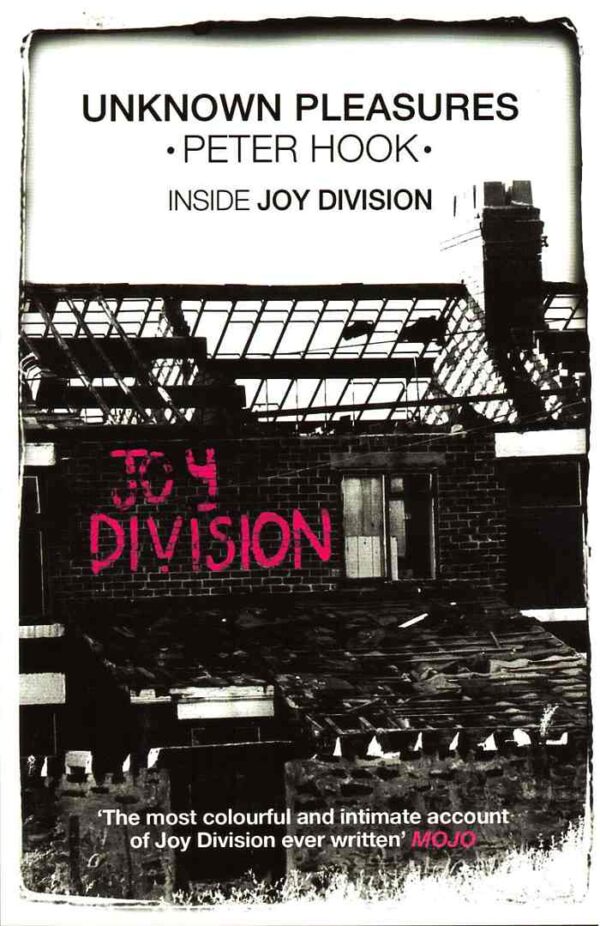 UNKNOWN PLEASURES
• PETER HOOK •
INSIDE JOY DIVISION
JOY
DIVISION
‘The most colourful and intimate account
of Joy Division ever written’ MOJO